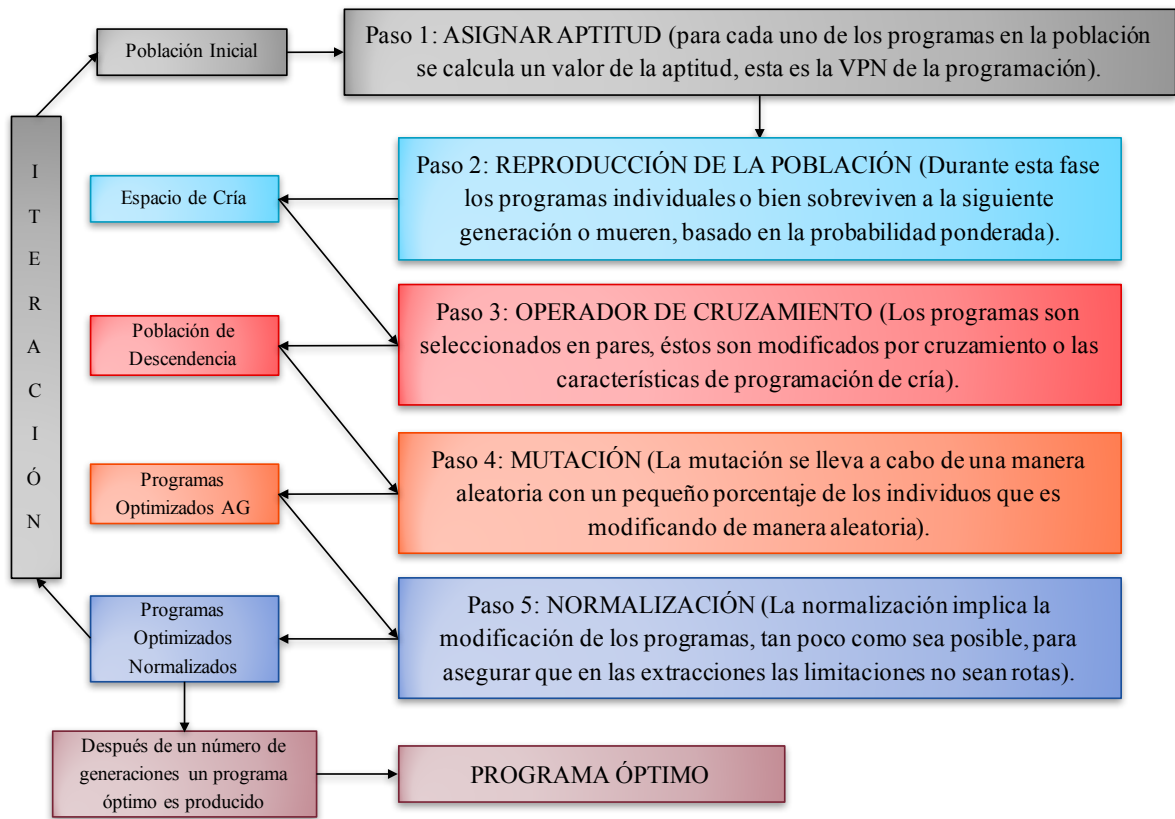 Población Inicial
Paso 1: ASIGNAR APTITUD (para cada uno de los programas en la población
se calcula un valor de la aptitud, esta es la VPN de la programación).
I
T
E
R
A
C
I
Ó
N
Paso 2: REPRODUCCIÓN DE LA POBLACIÓN (Durante esta fase
los programas individuales o bien sobreviven a la siguiente
generación o mueren, basado en la probabilidad ponderada).
Espacio de Cría
Paso 3: OPERADOR DE CRUZAMIENTO (Los programas son
seleccionados en pares, éstos son modificados por cruzamiento o las
características de programación de cría).
Población de
Descendencia
Paso 4: MUTACIÓN (La mutación se lleva a cabo de una manera
aleatoria con un pequeño porcentaje de los individuos que es
modificando de manera aleatoria).
Programas
Optimizados AG
Paso 5: NORMALIZACIÓN (La normalización implica la
modificación de los programas, tan poco como sea posible, para
asegurar que en las extracciones las limitaciones no sean rotas).
Programas
Optimizados
Normalizados
Después de un número de
generaciones un programa
óptimo es producido
PROGRAMA ÓPTIMO